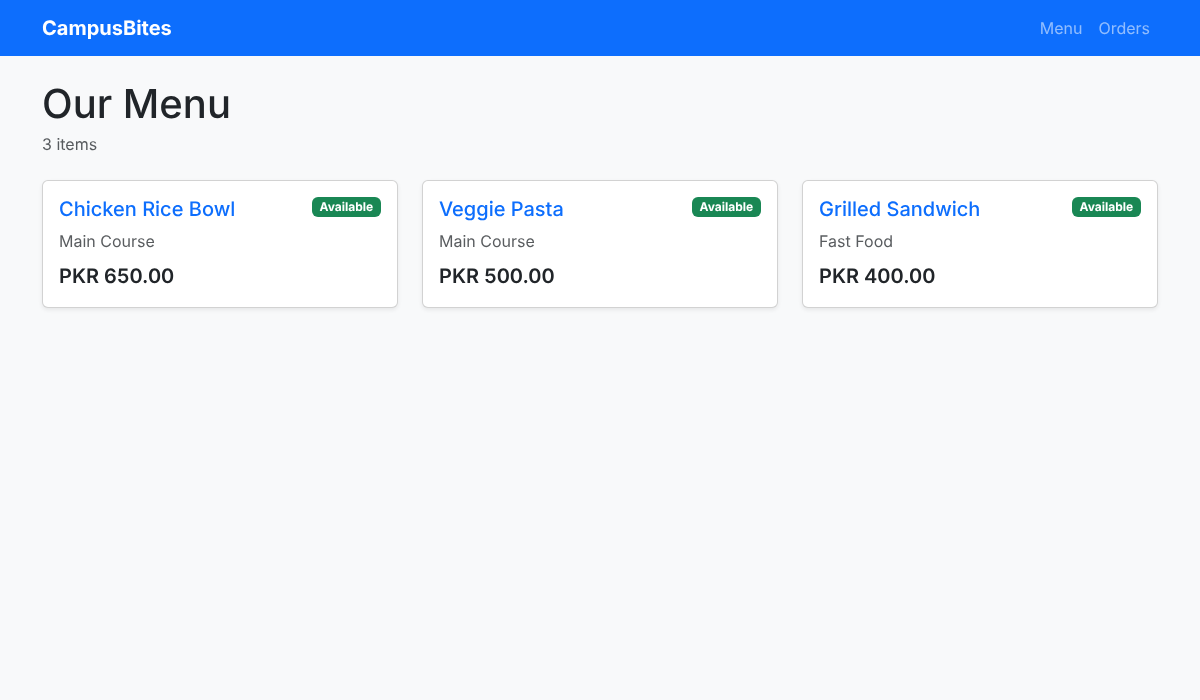 CampusBites
Menu Orders
Our Menu
3 items
Chicken Rice Bowl
Available
Main Course
PKR 650.00
Veggie Pasta
Available
Main Course
PKR 500.00
Grilled Sandwich
Available
Fast Food
PKR 400.00